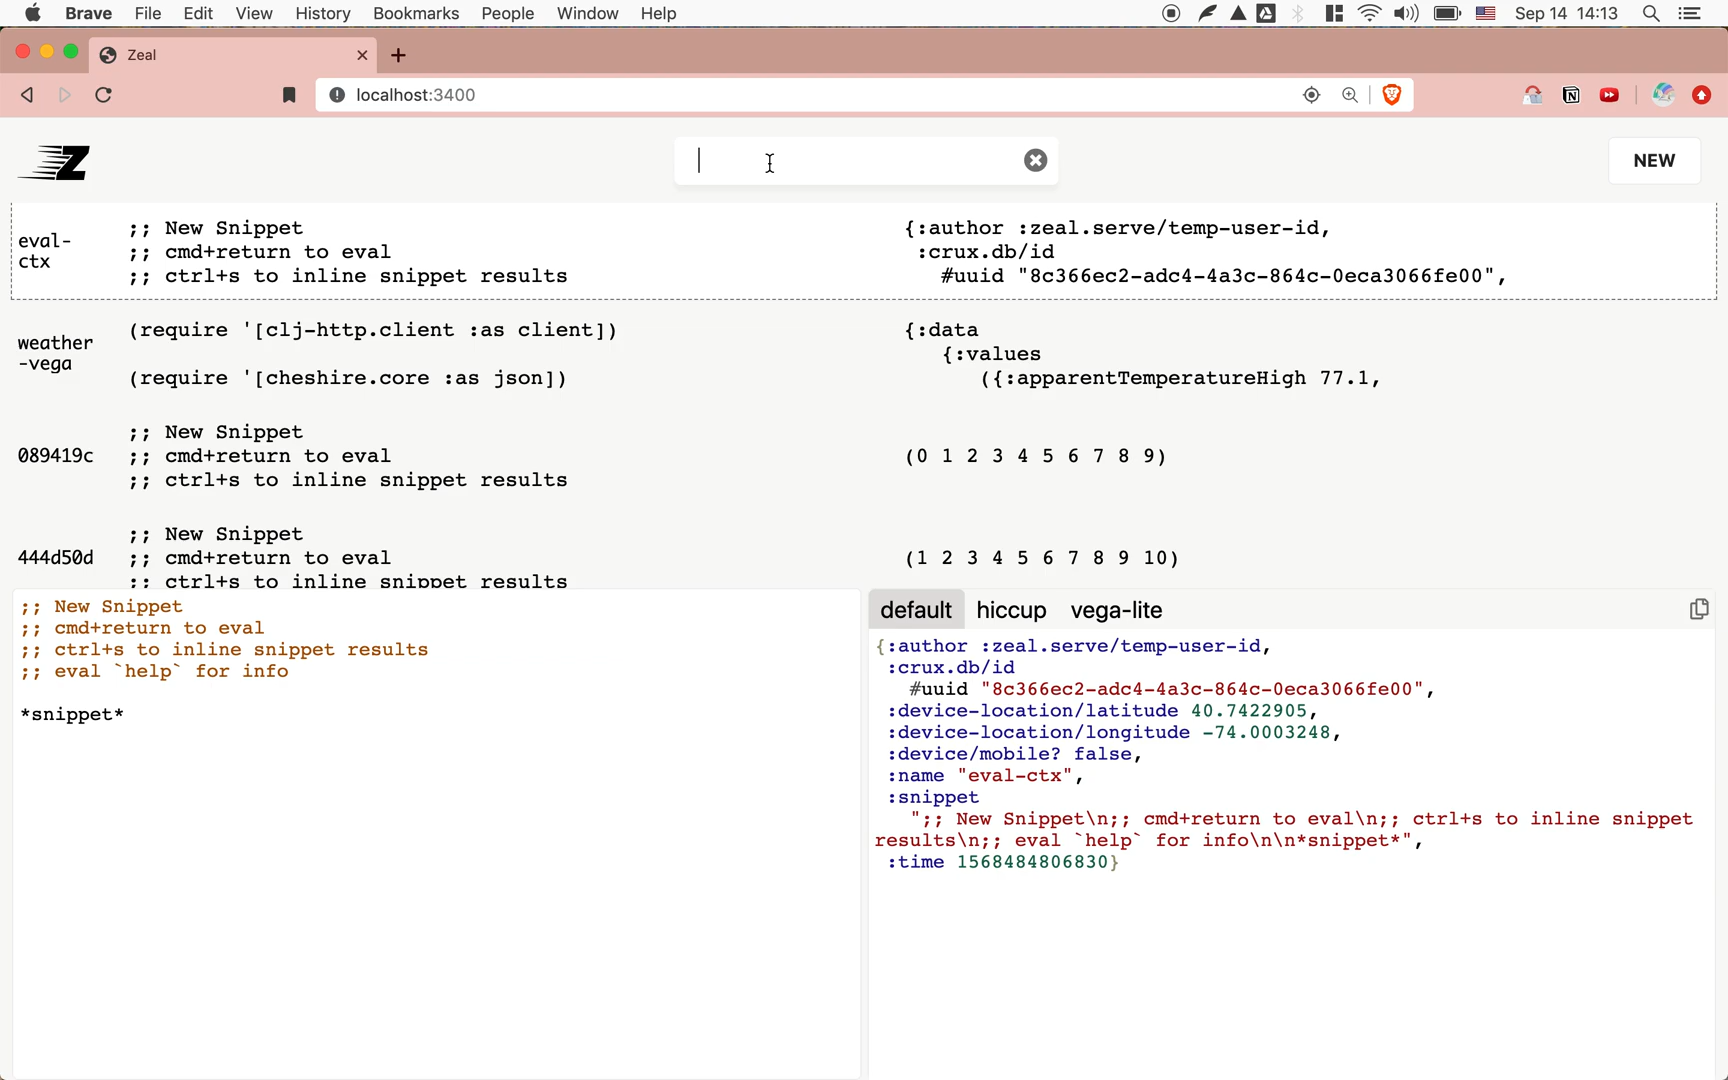 Brave File Edit View History Bookmarks People Window Help Sep 14 14:13
Zeal
localhost:3400
Z
NEW
eval-
ctx
;; New Snippet
;; cmd+return to eval
;; ctrl+s to inline snippet results
{:author :zeal.serve/temp-user-id,
:crux.db/id
#uuid "8c366ec2-adc4-4a3c-864c-0eca3066fe00",
weather
-vega
(require '[clj-http.client :as client])
(require '[cheshire.core :as json])
{:data
{:values
({:apparentTemperatureHigh 77.1,
089419c
;; New Snippet
;; cmd+return to eval
;; ctrl+s to inline snippet results
(0 1 2 3 4 5 6 7 8 9)
444d50d
;; New Snippet
;; cmd+return to eval
;; ctrl+s to inline snippet results
(1 2 3 4 5 6 7 8 9 10)
;; New Snippet
;; cmd+return to eval
;; ctrl+s to inline snippet results
;; eval `help` for info
*snippet*
default hiccup vega-lite
{:author :zeal.serve/temp-user-id,
:crux.db/id
#uuid "8c366ec2-adc4-4a3c-864c-0eca3066fe00",
:device-location/latitude 40.7422905,
:device-location/longitude -74.0003248,
:device/mobile? false,
:name "eval-ctx",
:snippet
";; New Snippet\n;; cmd+return to eval\n;; ctrl+s to inline snippet
results\n;; eval `help` for info\n\n*snippet*",
:time 1568484806830}